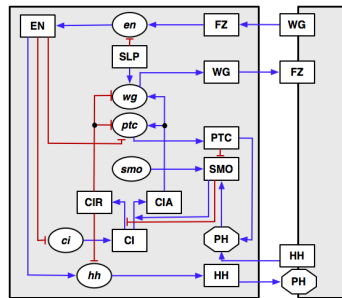 EN en FZ WG
SLP
wg WG FZ
ptc PTC
smo SMO
CIR CIA
ci CI PH
HH
hh HH PH